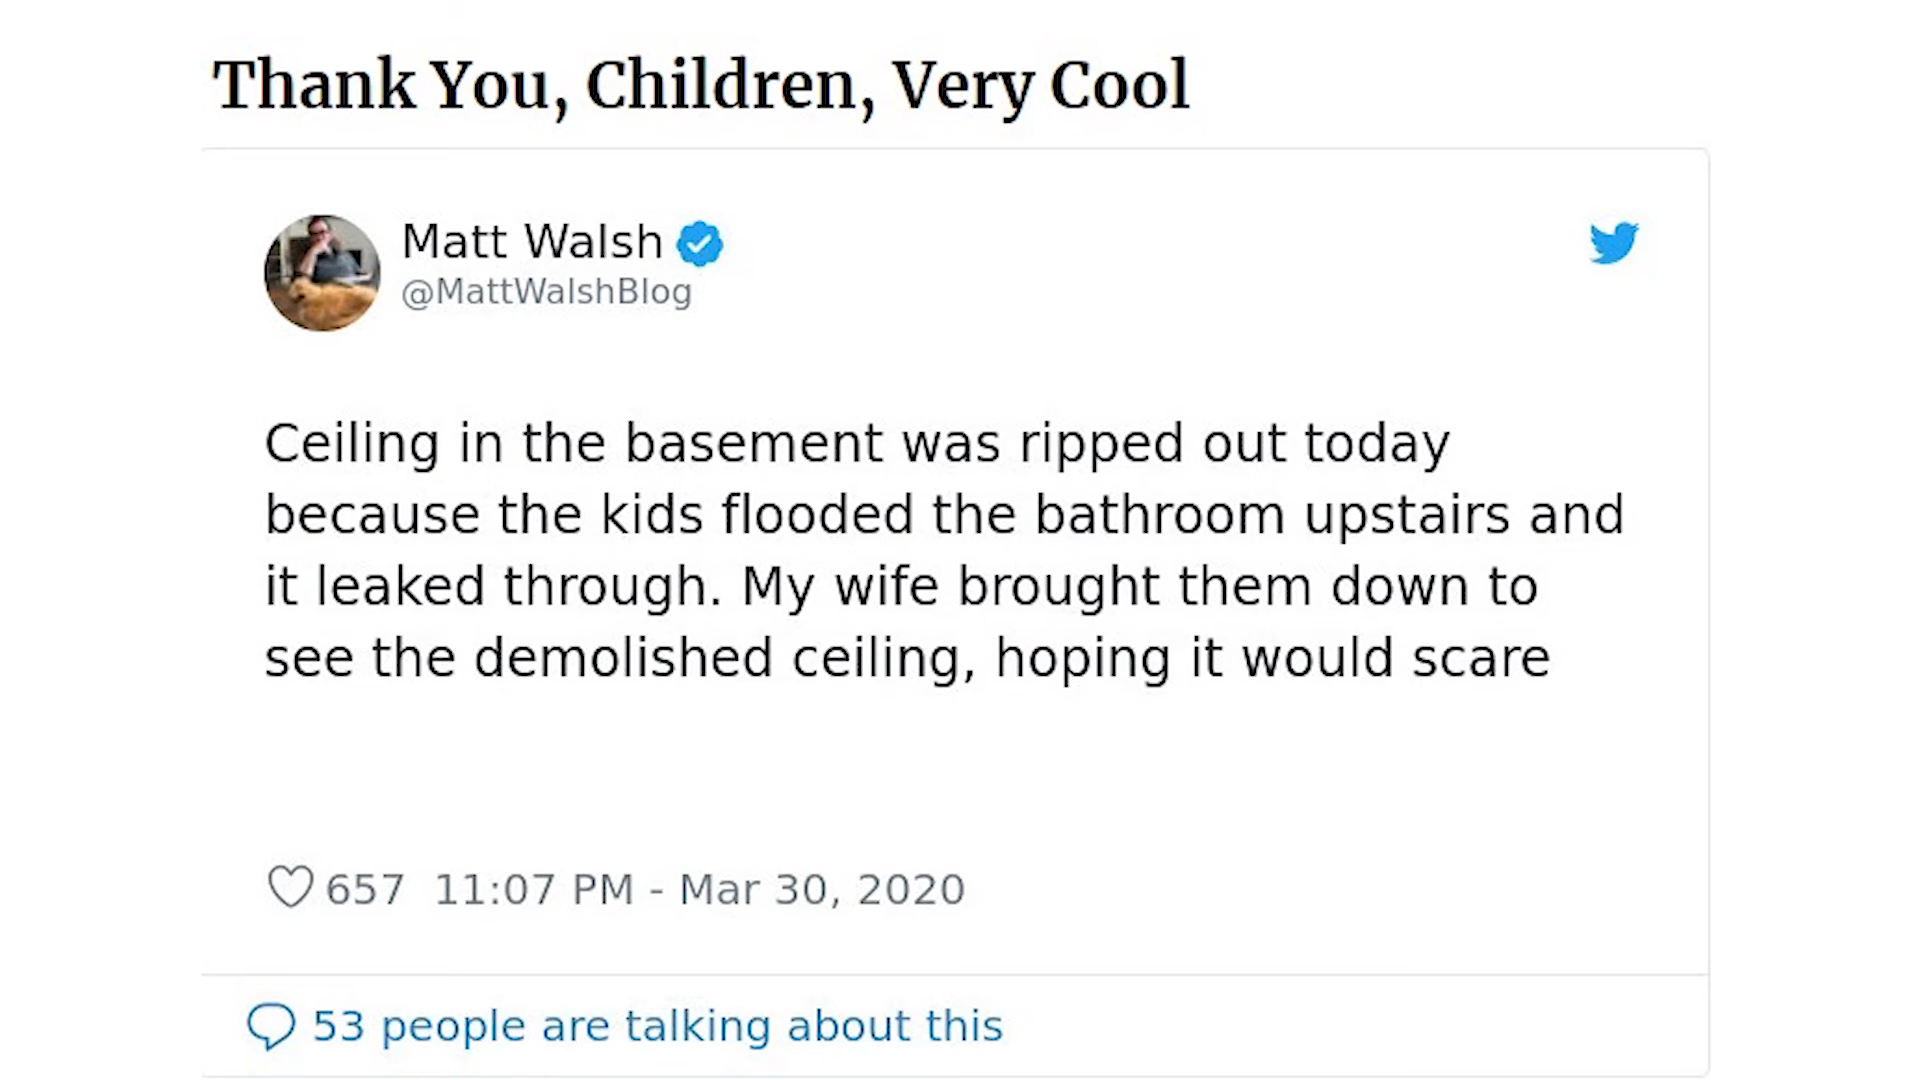 Thank You, Children, Very Cool
Matt Walsh
@MattWalshBlog
Ceiling in the basement was ripped out today
because the kids flooded the bathroom upstairs and
it leaked through. My wife brought them down to
see the demolished ceiling, hoping it would scare
657 11:07 PM - Mar 30, 2020
53 people are talking about this